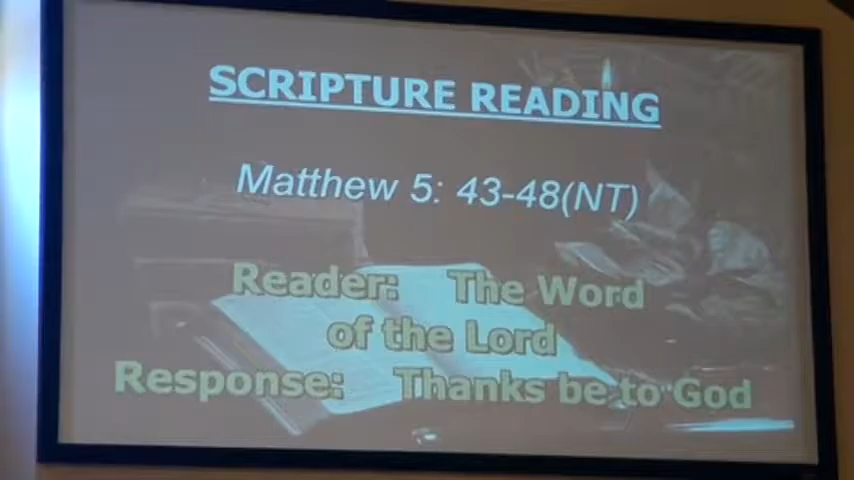 SCRIPTURE READING
Matthew 5: 43-48(NT)
Reader: The Word
of the Lord
Response: Thanks be to God